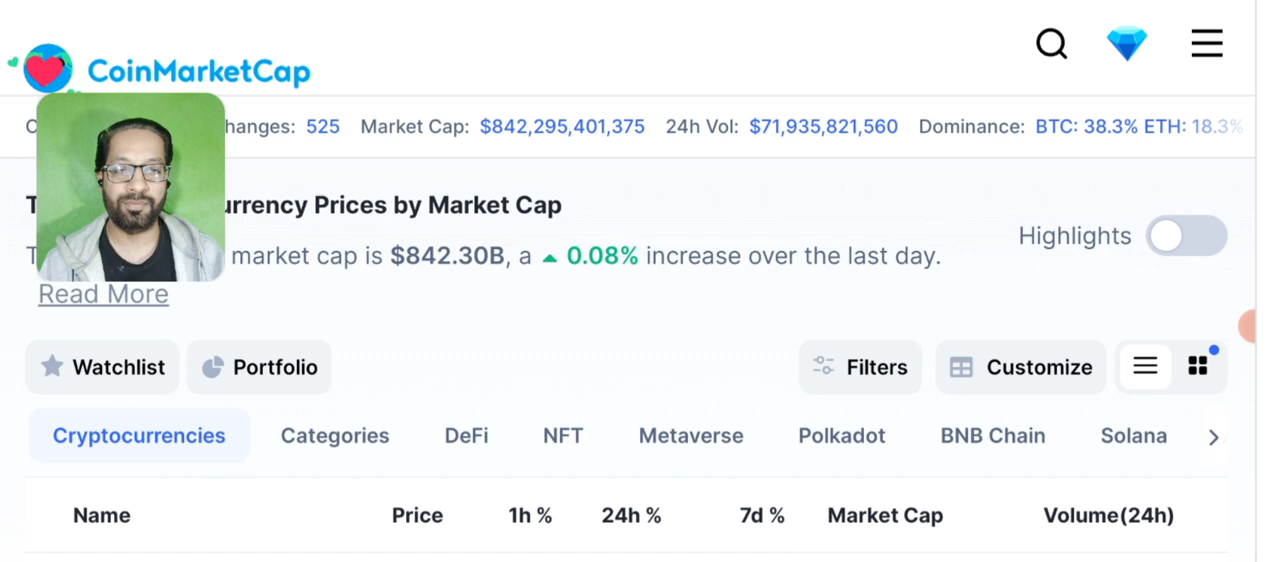 CoinMarketCap
hanges: 525 Market Cap: $842,295,401,375 24h Vol: $71,935,821,560 Dominance: BTC: 38.3% ETH: 18.3%
urrency Prices by Market Cap
market cap is $842.30B, a 0.08% increase over the last day.
Highlights
Read More
Watchlist Portfolio Filters Customize
Cryptocurrencies Categories DeFi NFT Metaverse Polkadot BNB Chain Solana
Name Price 1h % 24h % 7d % Market Cap Volume(24h)